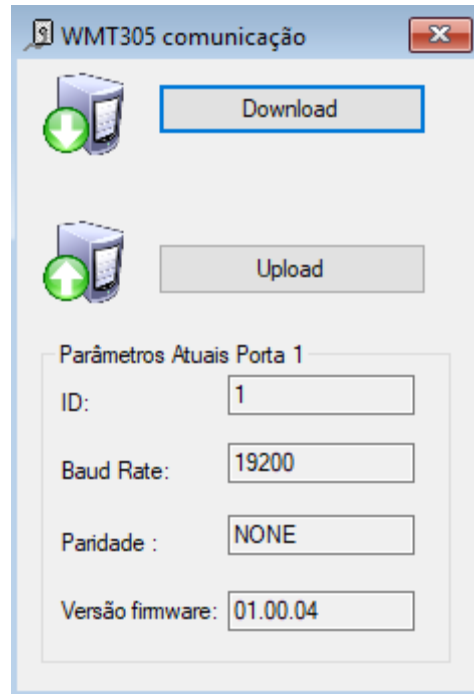 WMT305 comunicação
Download
Upload
Parâmetros Atuais Porta 1
ID: 1
Baud Rate: 19200
Paridade : NONE
Versão firmware: 01.00.04